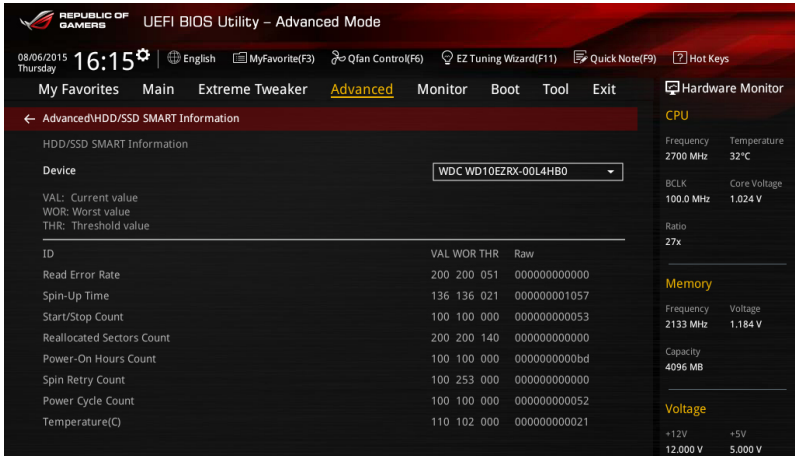 REPUBLIC OF
GAMERS
UEFI BIOS Utility – Advanced Mode
08/06/2015
Thursday
16:15
English
MyFavorite(F3)
Qfan Control(F6)
EZ Tuning Wizard(F11)
Quick Note(F9)
? Hot Keys
My Favorites Main Extreme Tweaker Advanced Monitor Boot Tool Exit
← Advanced\HDD/SSD SMART Information
HDD/SSD SMART Information
Device WDC WD10EZRX-00L4HB0
VAL: Current value
WOR: Worst value
THR: Threshold value
ID VAL WOR THR Raw
Read Error Rate 200 200 051 000000000000
Spin-Up Time 136 136 021 000000001057
Start/Stop Count 100 100 000 000000000053
Reallocated Sectors Count 200 200 140 000000000000
Power-On Hours Count 100 100 000 0000000000bd
Spin Retry Count 100 253 000 000000000000
Power Cycle Count 100 100 000 000000000052
Temperature(C) 110 102 000 000000000021
Hardware Monitor
CPU
Frequency Temperature
2700 MHz 32°C
BCLK Core Voltage
100.0 MHz 1.024 V
Ratio
27x
Memory
Frequency Voltage
2133 MHz 1.184 V
Capacity
4096 MB
Voltage
+12V +5V
12.000 V 5.000 V